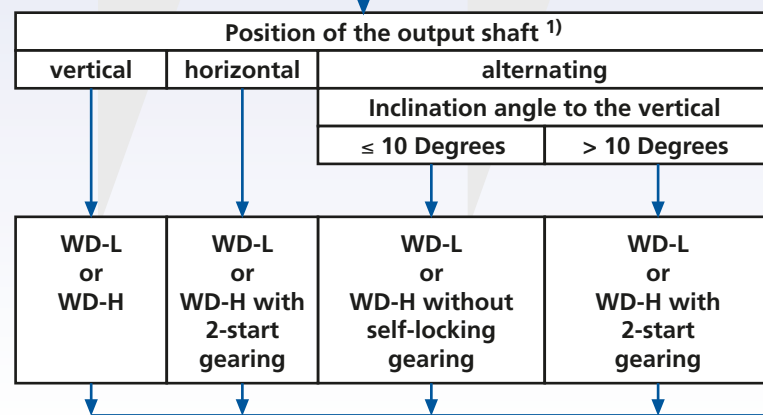 Position of the output shaft 1)
vertical
horizontal
alternating
Inclination angle to the vertical
≤ 10 Degrees
> 10 Degrees
WD-L
or
WD-H
WD-L
or
WD-H with
2-start
gearing
WD-L
or
WD-H without
self-locking
gearing
WD-L
or
WD-H with
2-start
gearing